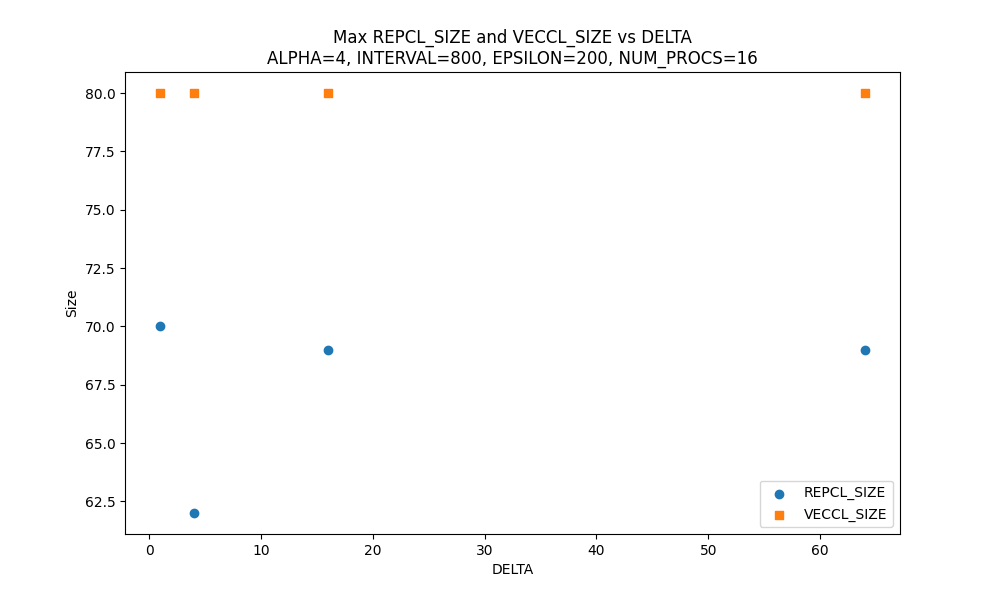 Max REPCL_SIZE and VECCL_SIZE vs DELTA
ALPHA=4, INTERVAL=800, EPSILON=200, NUM_PROCS=16
80.0
77.5
75.0
72.5
70.0
67.5
65.0
62.5
Size
0 10 20 30 40 50 60
DELTA
REPCL_SIZE
VECCL_SIZE